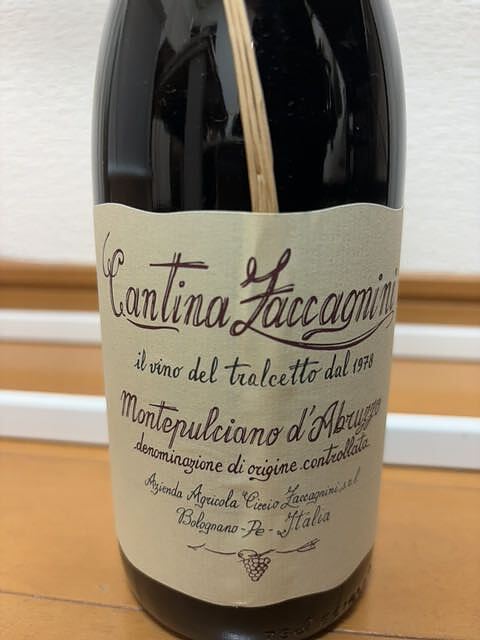 Cantina Zaccagnini
il vino del tralcetto dal 1978
Montepulciano d'Abruzzo
denominazione di origine controllata
Azienda Agricola "Ciccio Zaccagnini s.r.l
Bolognano - Pe - Italia